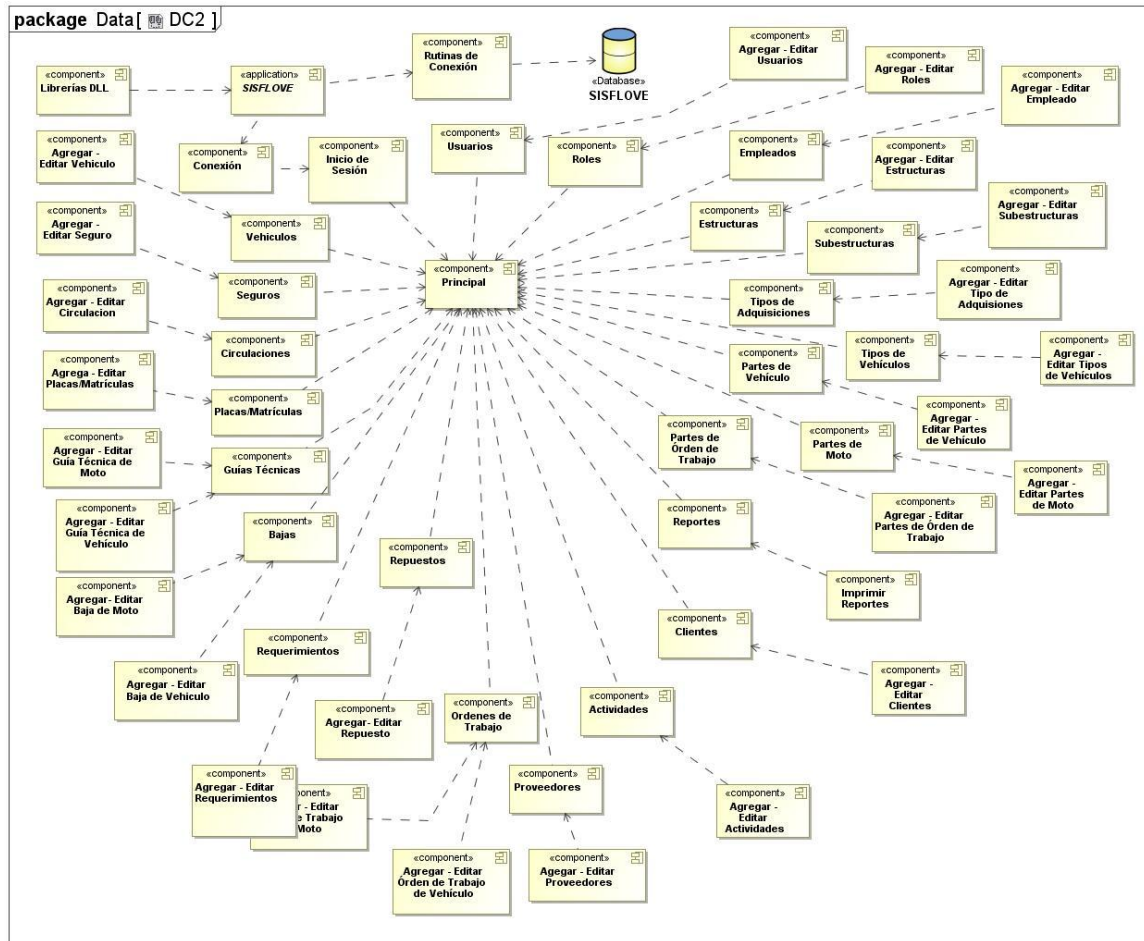 package Data[ DC2 ]
«component»
Librerías DLL
«application»
SISFLOVE
«component»
Rutinas de
Conexión
«Database»
SISFLOVE
«component»
Agregar - Editar
Usuarios
«component»
Agregar - Editar
Roles
«component»
Agregar - Editar
Empleado
«component»
Agregar -
Editar Vehiculo
«component»
Conexión
«component»
Inicio de
Sesión
«component»
Usuarios
«component»
Roles
«component»
Empleados
«component»
Agregar - Editar
Estructuras
«component»
Agregar - Editar
Subestructuras
«component»
Agregar -
Editar Seguro
«component»
Vehiculos
«component»
Estructuras
«component»
Subestructuras
«component»
Principal
«component»
Seguros
«component»
Tipos de
Adquisiciones
«component»
Agregar - Editar
Tipo de
Adquisiones
«component»
Agregar - Editar
Circulacion
«component»
Circulaciones
«component»
Tipos de
Vehículos
«component»
Agregar -
Editar Tipos
de Vehículos
«component»
Partes de
Vehículo
«component»
Agrega - Editar
Placas/Matrículas
«component»
Placas/Matrículas
«component»
Agregar -
Editar Partes
de Vehículo
«component»
Partes de
Órden de
Trabajo
«component»
Partes de
Moto
«component»
Agregar - Editar
Guía Técnica de
Moto
«component»
Guías Técnicas
«component»
Agregar -
Editar Partes
de Moto
«component»
Agregar - Editar
Guía Técnica de
Vehículo
«component»
Bajas
«component»
Reportes
«component»
Agregar - Editar
Partes de Órden de
Trabajo
«component»
Repuestos
«component»
Agregar- Editar
Baja de Moto
«component»
Imprimir
Reportes
«component»
Requerimientos
«component»
Clientes
«component»
Agregar - Editar
Baja de Vehículo
«component»
Agregar -
Editar
Clientes
«component»
Agregar- Editar
Repuesto
«component»
Ordenes de
Trabajo
«component»
Actividades
«component»
Agregar - Editar
Requerimientos
«component»
Proveedores
«component»
Agregar -
Editar
Actividades
ponent»
ar - Editar
e Trabajo
Moto
«component»
Agregar - Editar
Órden de Trabajo
de Vehículo
«component»
Agegar - Editar
Proveedores